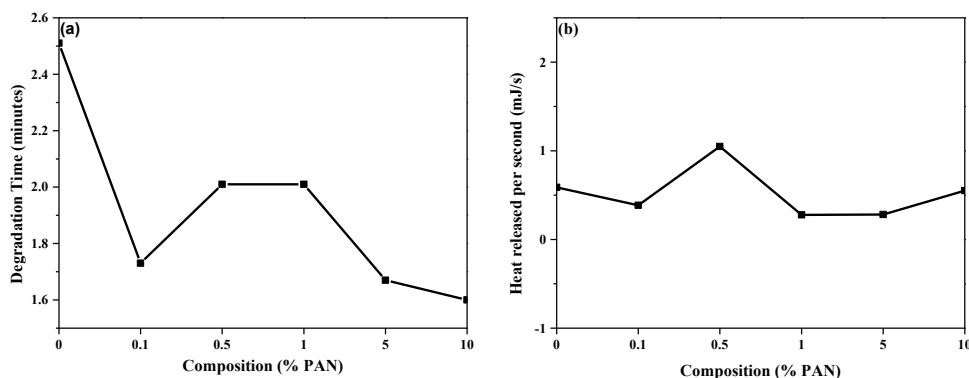 (a)
Degradation Time (minutes)
2.6
2.4
2.2
2.0
1.8
1.6
0 0.1 0.5 1 5 10
Composition (% PAN)
(b)
Heat released per second (mJ/s)
2
1
0
-1
0 0.1 0.5 1 5 10
Composition (% PAN)